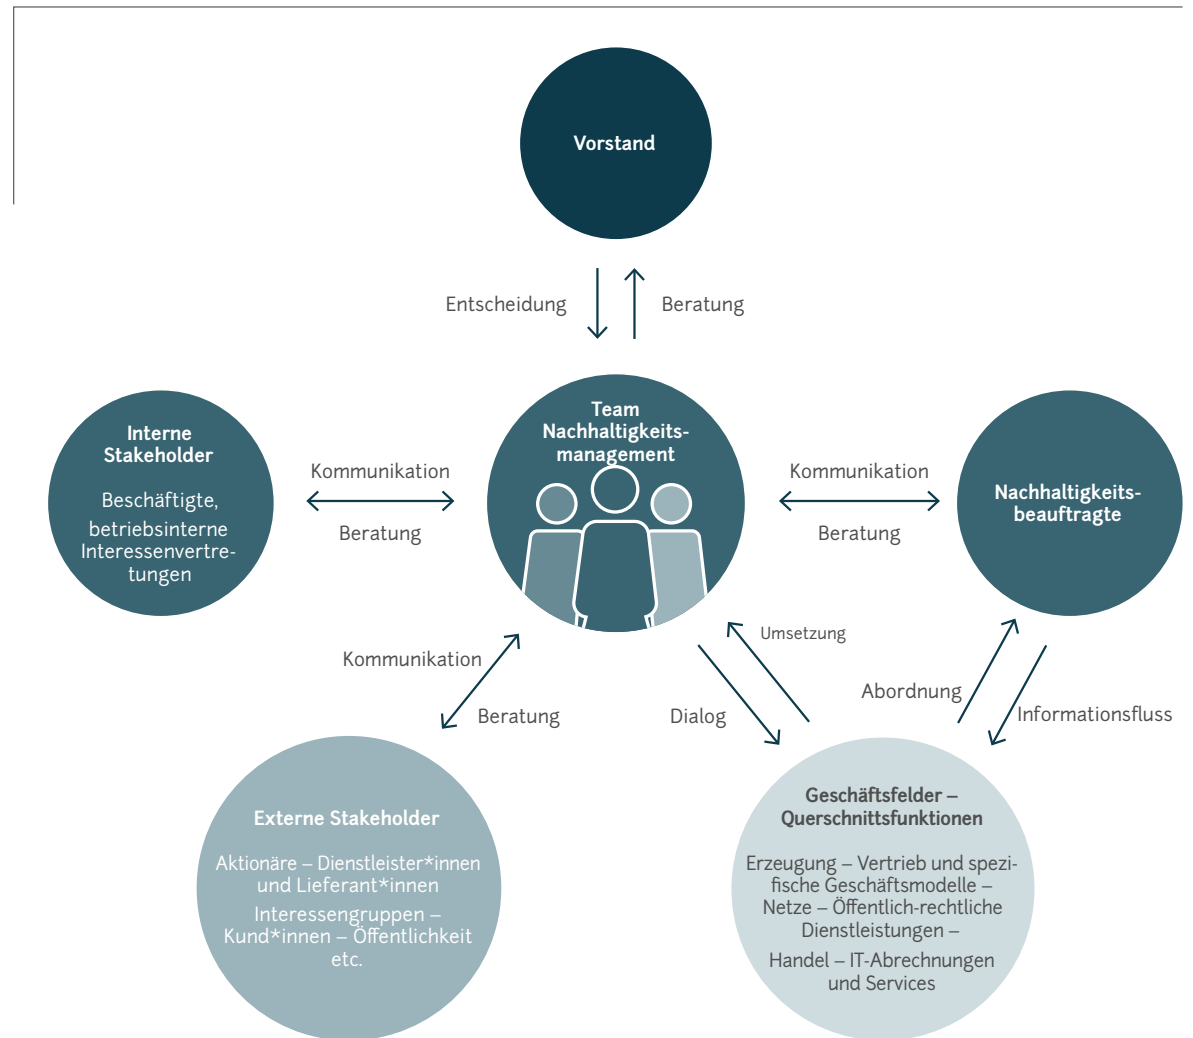 Vorstand
Entscheidung
Beratung
Team
Nachhaltigkeits-
management
Interne
Stakeholder
Beschäftigte,
betriebsinterne
Interessenvertre-
tungen
Kommunikation
Beratung
Kommunikation
Beratung
Nachhaltigkeits-
beauftragte
Kommunikation
Beratung
Umsetzung
Dialog
Abordnung
Informationsfluss
Externe Stakeholder
Aktionäre – Dienstleister*innen
und Lieferant*innen
Interessengruppen –
Kund*innen – Öffentlichkeit
etc.
Geschäftsfelder –
Querschnittsfunktionen
Erzeugung – Vertrieb und spezi-
fische Geschäftsmodelle –
Netze – Öffentlich-rechtliche
Dienstleistungen –
Handel – IT-Abrechnungen
und Services